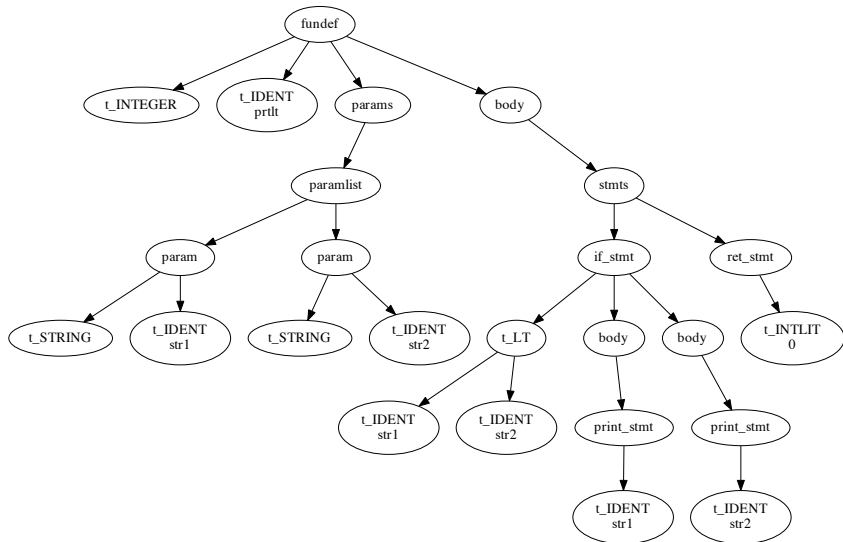 fundef
t_INTEGER
t_IDENT
prtlt
params
body
paramlist
stmts
param
param
if_stmt
ret_stmt
t_STRING
t_IDENT
str1
t_STRING
t_IDENT
str2
t_LT
body
body
t_INTLIT
0
t_IDENT
str1
t_IDENT
str2
print_stmt
print_stmt
t_IDENT
str1
t_IDENT
str2